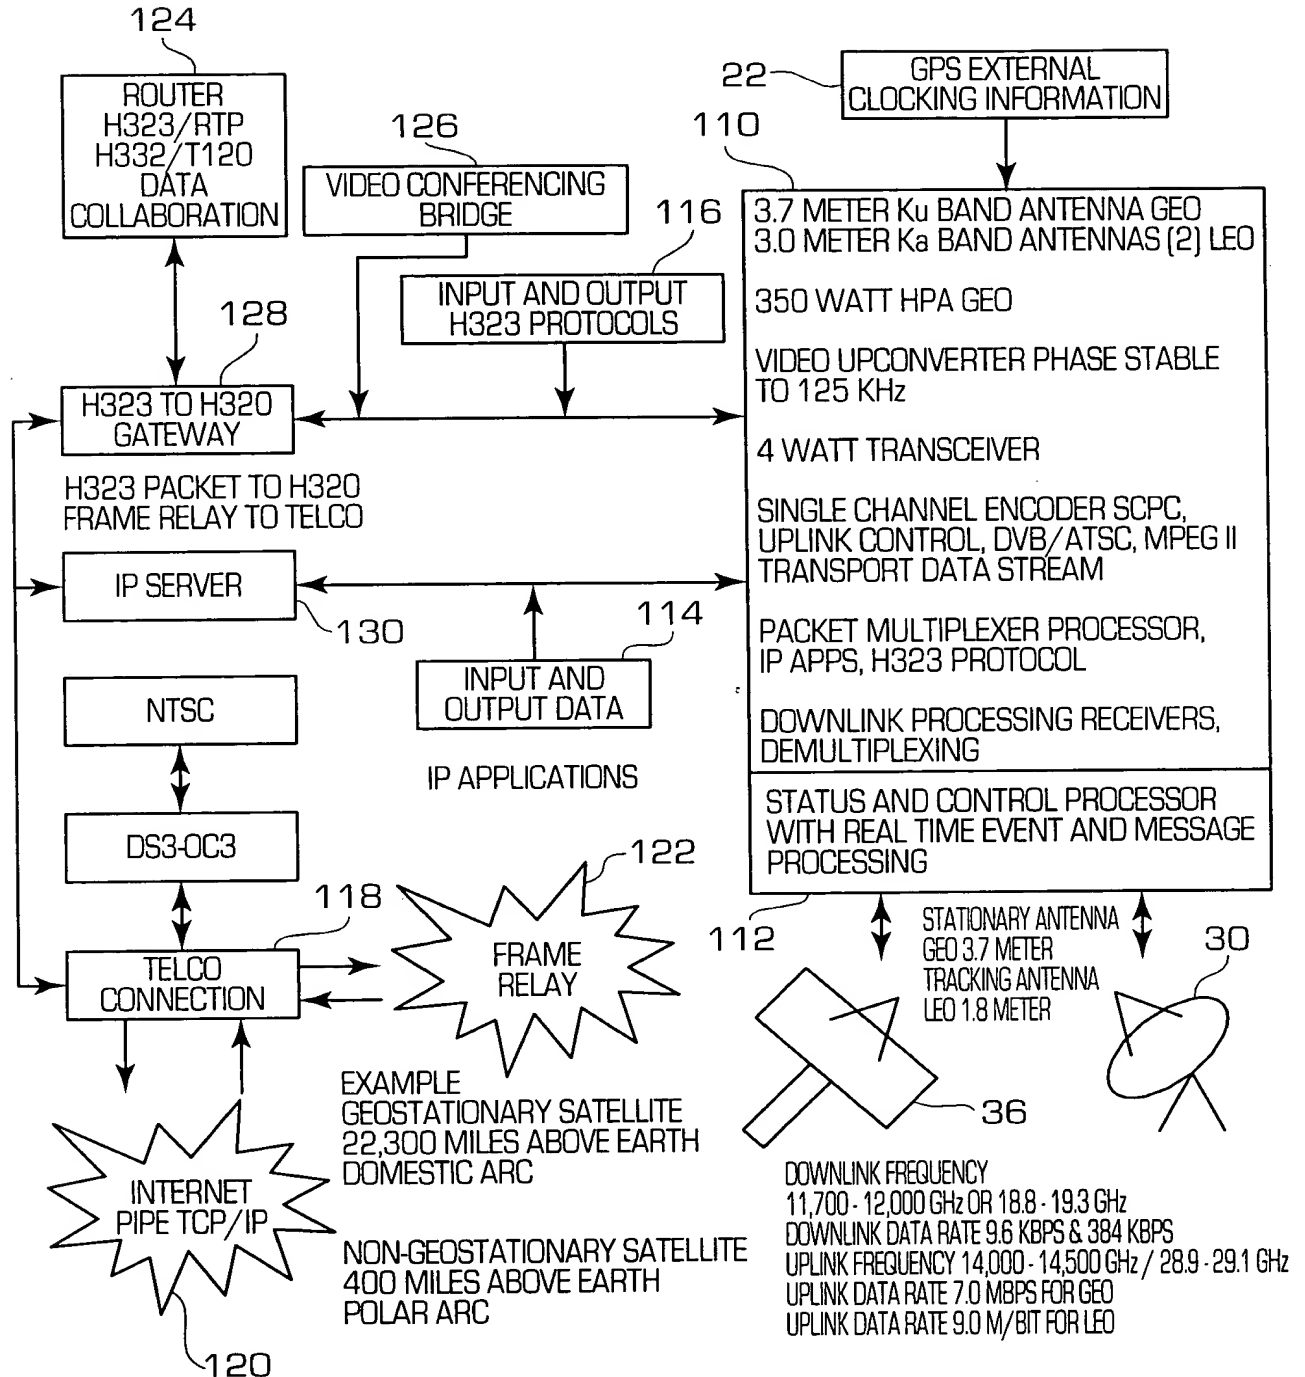 124
ROUTER
H323/RTP
H332/T120
DATA
COLLABORATION
22
GPS EXTERNAL
CLOCKING INFORMATION
126
VIDEO CONFERENCING
BRIDGE
110
116
INPUT AND OUTPUT
H323 PROTOCOLS
128
H323 TO H320
GATEWAY
H323 PACKET TO H320
FRAME RELAY TO TELCO
IP SERVER
130
114
INPUT AND
OUTPUT DATA
IP APPLICATIONS
NTSC
DS3-OC3
118
TELCO
CONNECTION
122
FRAME
RELAY
INTERNET
PIPE TCP/IP
120
EXAMPLE
GEOSTATIONARY SATELLITE
22,300 MILES ABOVE EARTH
DOMESTIC ARC
NON-GEOSTATIONARY SATELLITE
400 MILES ABOVE EARTH
POLAR ARC
3.7 METER Ku BAND ANTENNA GEO
3.0 METER Ka BAND ANTENNAS (2) LEO
350 WATT HPA GEO
VIDEO UPCONVERTER PHASE STABLE
TO 125 KHz
4 WATT TRANSCEIVER
SINGLE CHANNEL ENCODER SCPC,
UPLINK CONTROL, DVB/ATSC, MPEG II
TRANSPORT DATA STREAM
PACKET MULTIPLEXER PROCESSOR,
IP APPS, H323 PROTOCOL
DOWNLINK PROCESSING RECEIVERS,
DEMULTIPLEXING
STATUS AND CONTROL PROCESSOR
WITH REAL TIME EVENT AND MESSAGE
PROCESSING
112
STATIONARY ANTENNA
GEO 3.7 METER
TRACKING ANTENNA
LEO 1.8 METER
30
36
DOWNLINK FREQUENCY
11,700 - 12,000 GHz OR 18.8 - 19.3 GHz
DOWNLINK DATA RATE 9.6 KBPS & 384 KBPS
UPLINK FREQUENCY 14,000 - 14,500 GHz / 28.9 - 29.1 GHz
UPLINK DATA RATE 7.0 MBPS FOR GEO
UPLINK DATA RATE 9.0 M/BIT FOR LEO